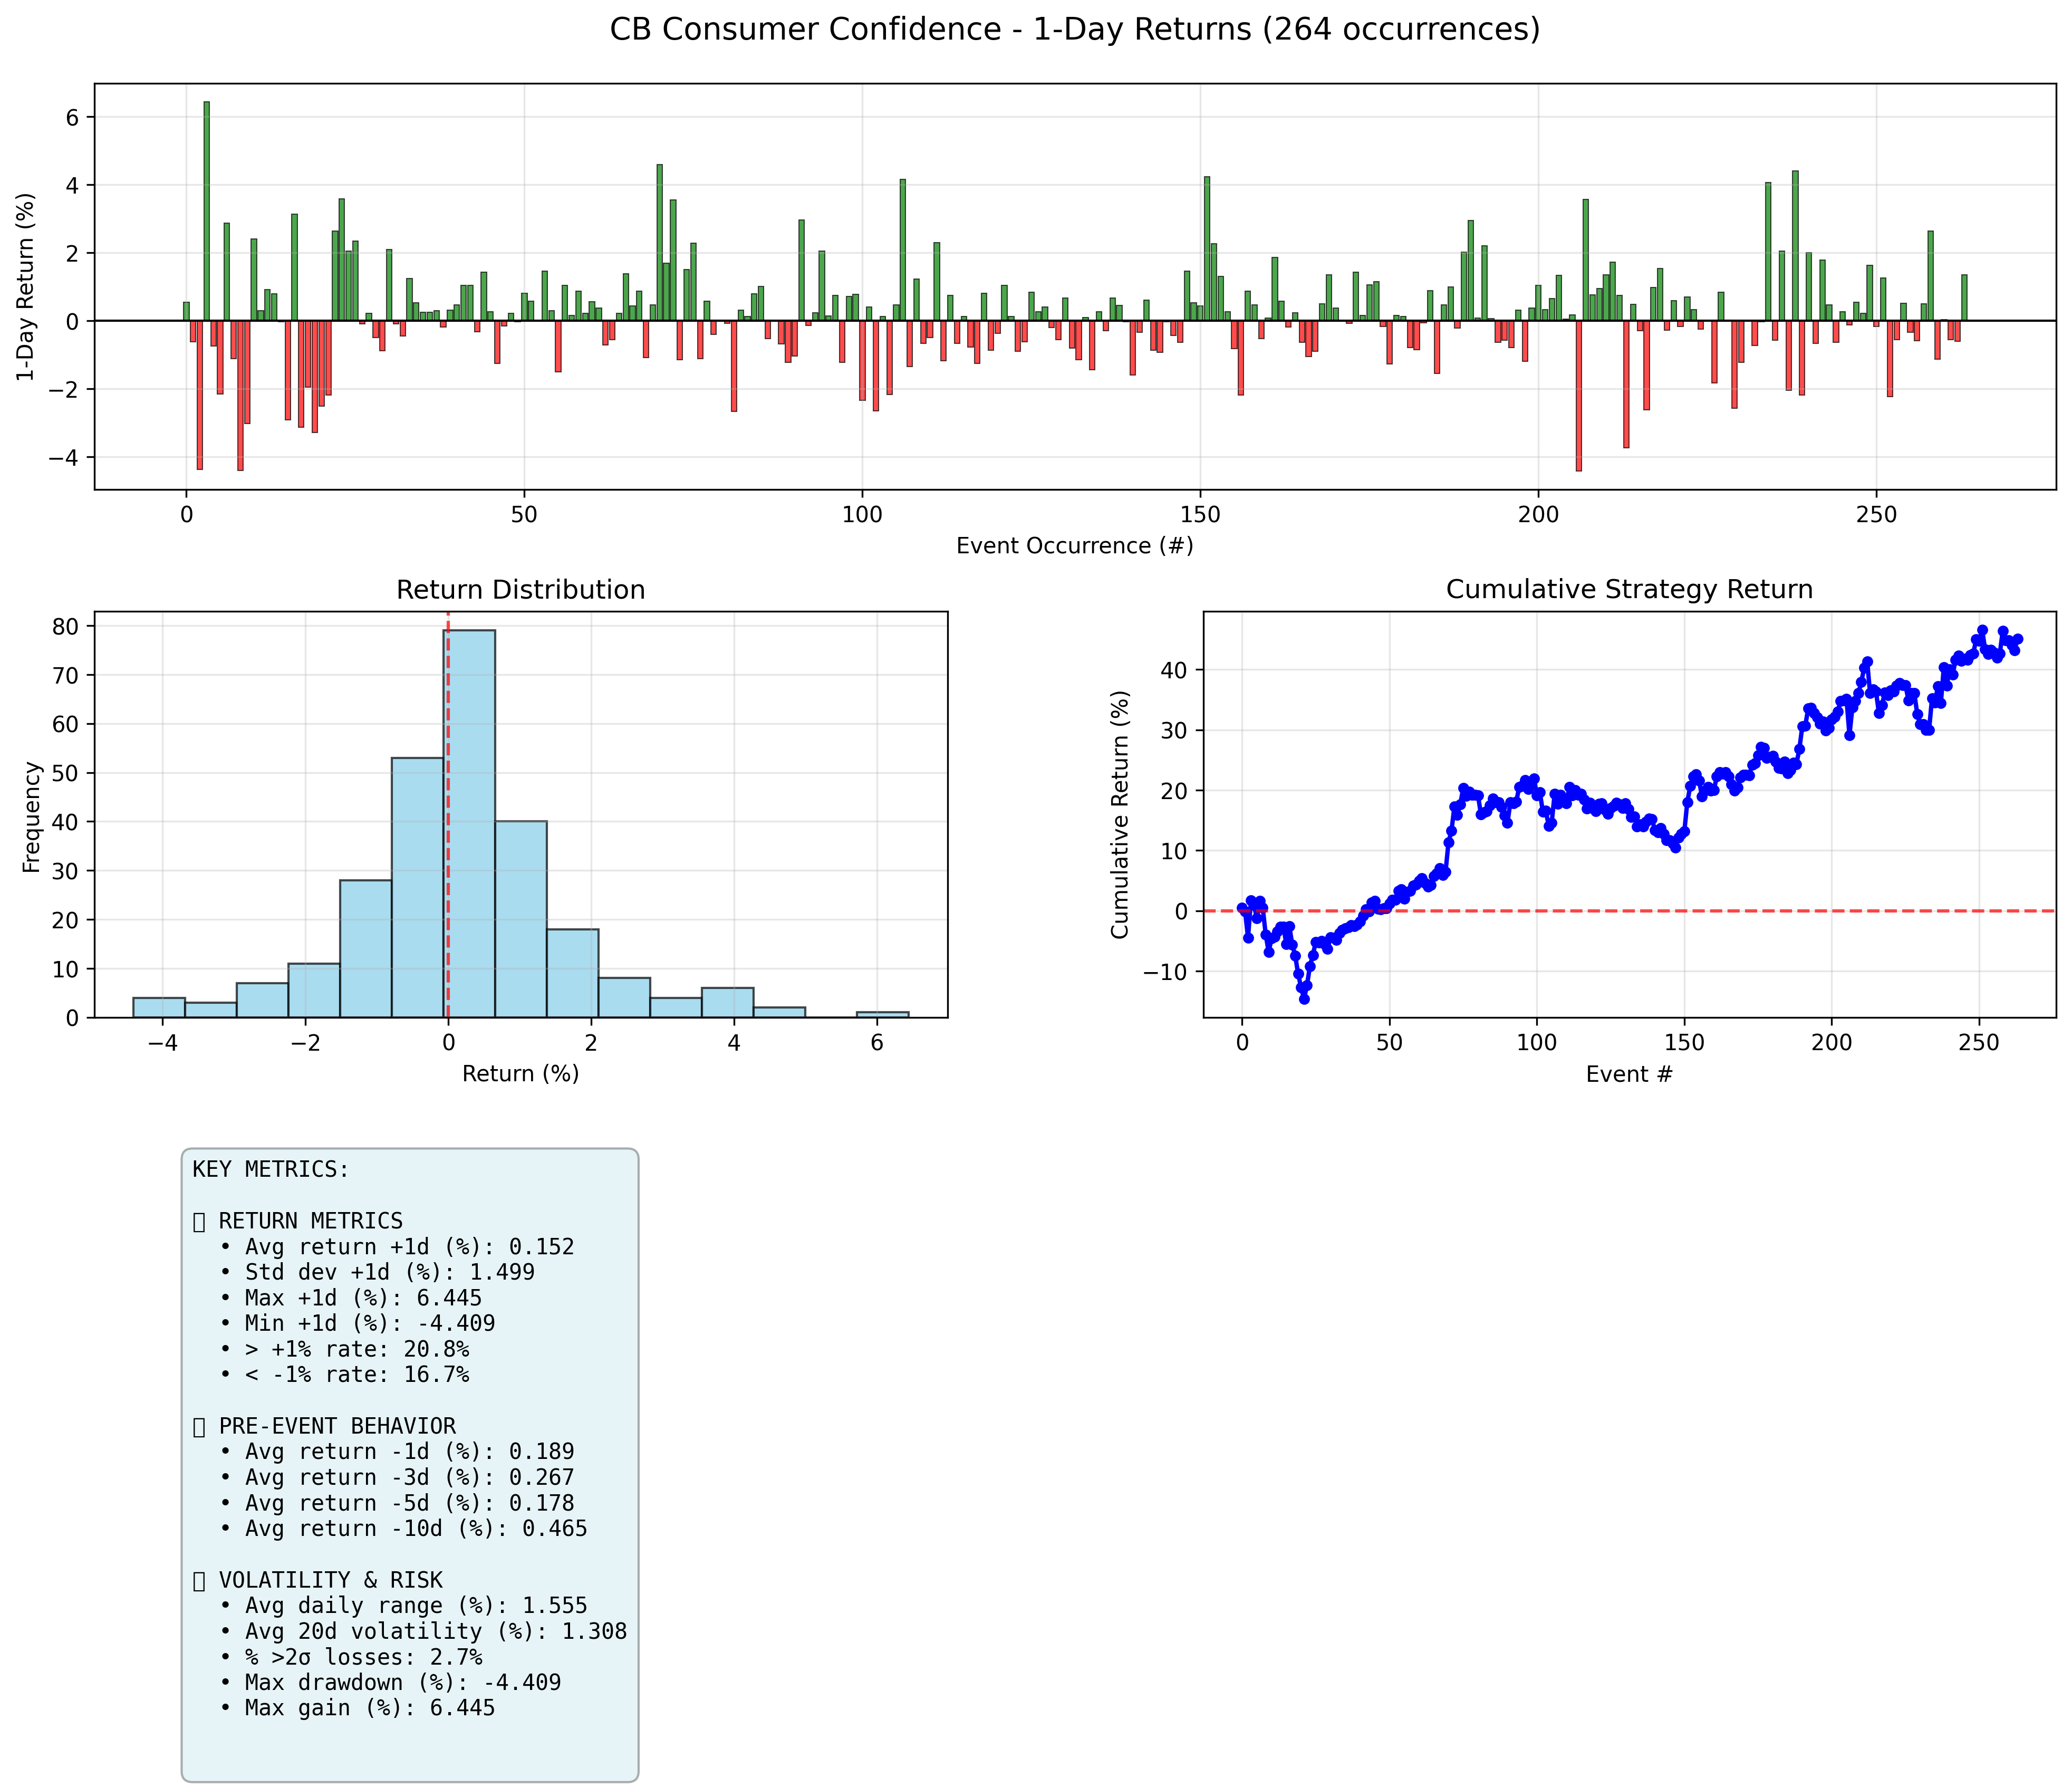 CB Consumer Confidence - 1-Day Returns (264 occurrences)
1-Day Return (%)
6
4
2
0
−2
−4
0
50
100
150
200
250
Event Occurrence (#)
Return Distribution
Frequency
80
70
60
50
40
30
20
10
0
−4
−2
0
2
4
6
Return (%)
Cumulative Strategy Return
Cumulative Return (%)
40
30
20
10
0
−10
0
50
100
150
200
250
Event #
KEY METRICS:
RETURN METRICS
• Avg return +1d (%): 0.152
• Std dev +1d (%): 1.499
• Max +1d (%): 6.445
• Min +1d (%): -4.409
• > +1% rate: 20.8%
• < -1% rate: 16.7%
PRE-EVENT BEHAVIOR
• Avg return -1d (%): 0.189
• Avg return -3d (%): 0.267
• Avg return -5d (%): 0.178
• Avg return -10d (%): 0.465
VOLATILITY & RISK
• Avg daily range (%): 1.555
• Avg 20d volatility (%): 1.308
• % >2σ losses: 2.7%
• Max drawdown (%): -4.409
• Max gain (%): 6.445